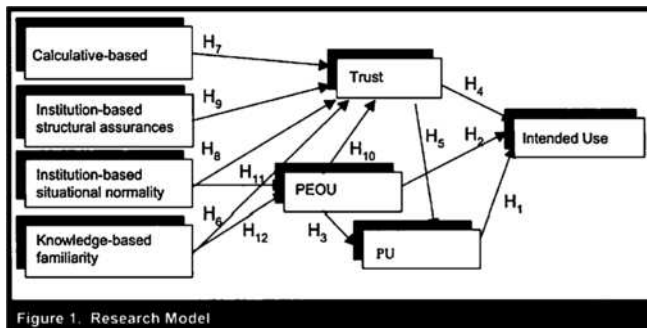 Calculative-based
H7
Trust
H4
Institution-based
structural assurances
H9
H8
H10
H5
H2
Intended Use
Institution-based
situational normality
H11
PEOU
H6
H1
Knowledge-based
familiarity
H12
H3
PU
Figure 1. Research Model